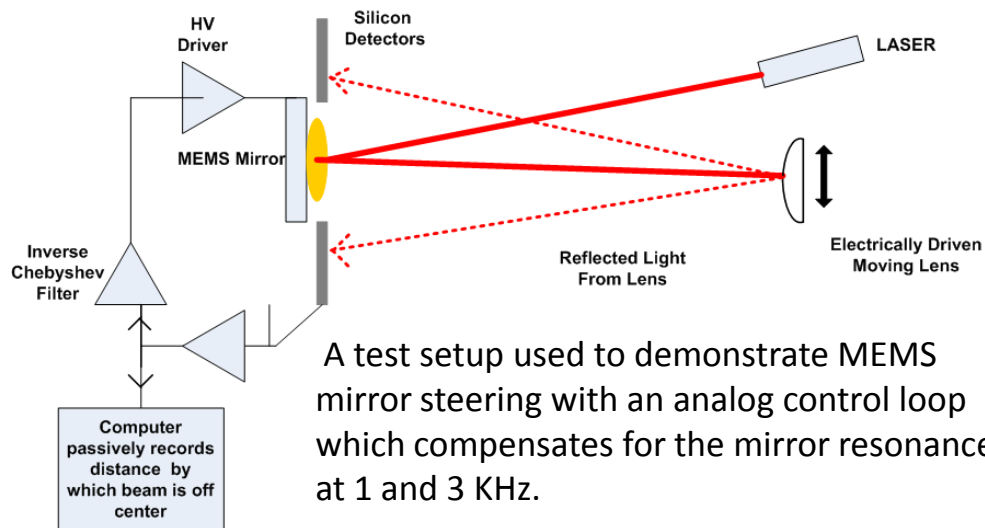 HV
Driver
Silicon
Detectors
LASER
MEMS Mirror
Inverse
Chebyshev
Filter
Reflected Light
From Lens
Electrically Driven
Moving Lens
Computer
passively records
distance by
which beam is off
center
A test setup used to demonstrate MEMS
mirror steering with an analog control loop
which compensates for the mirror resonance
at 1 and 3 KHz.